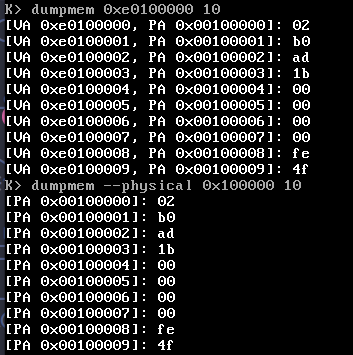 K> dumpmem 0xe0100000 10
[VA 0xe0100000, PA 0x00100000]: 02
[VA 0xe0100001, PA 0x00100001]: b0
[VA 0xe0100002, PA 0x00100002]: ad
[VA 0xe0100003, PA 0x00100003]: 1b
[VA 0xe0100004, PA 0x00100004]: 00
[VA 0xe0100005, PA 0x00100005]: 00
[VA 0xe0100006, PA 0x00100006]: 00
[VA 0xe0100007, PA 0x00100007]: 00
[VA 0xe0100008, PA 0x00100008]: fe
[VA 0xe0100009, PA 0x00100009]: 4f
K> dumpmem --physical 0x100000 10
[PA 0x00100000]: 02
[PA 0x00100001]: b0
[PA 0x00100002]: ad
[PA 0x00100003]: 1b
[PA 0x00100004]: 00
[PA 0x00100005]: 00
[PA 0x00100006]: 00
[PA 0x00100007]: 00
[PA 0x00100008]: fe
[PA 0x00100009]: 4f